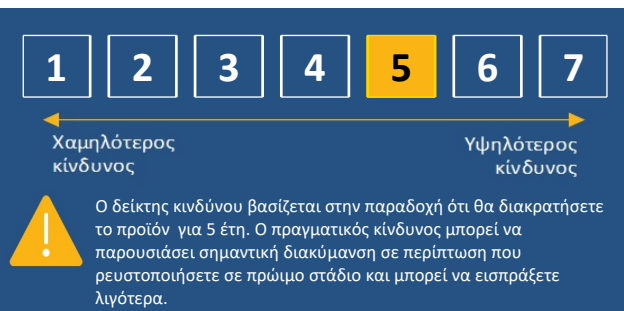 1 2 3 4 5 6 7
Χαμηλότερος Υψηλότερος
κίνδυνος κίνδυνος
Ο δείκτης κινδύνου βασίζεται στην παραδοχή ότι θα διακρατήσετε
το προϊόν για 5 έτη. Ο πραγματικός κίνδυνος μπορεί να
παρουσιάσει σημαντική διακύμανση σε περίπτωση που
ρευστοποιήσετε σε πρώιμο στάδιο και μπορεί να εισπράξετε
λιγότερα.